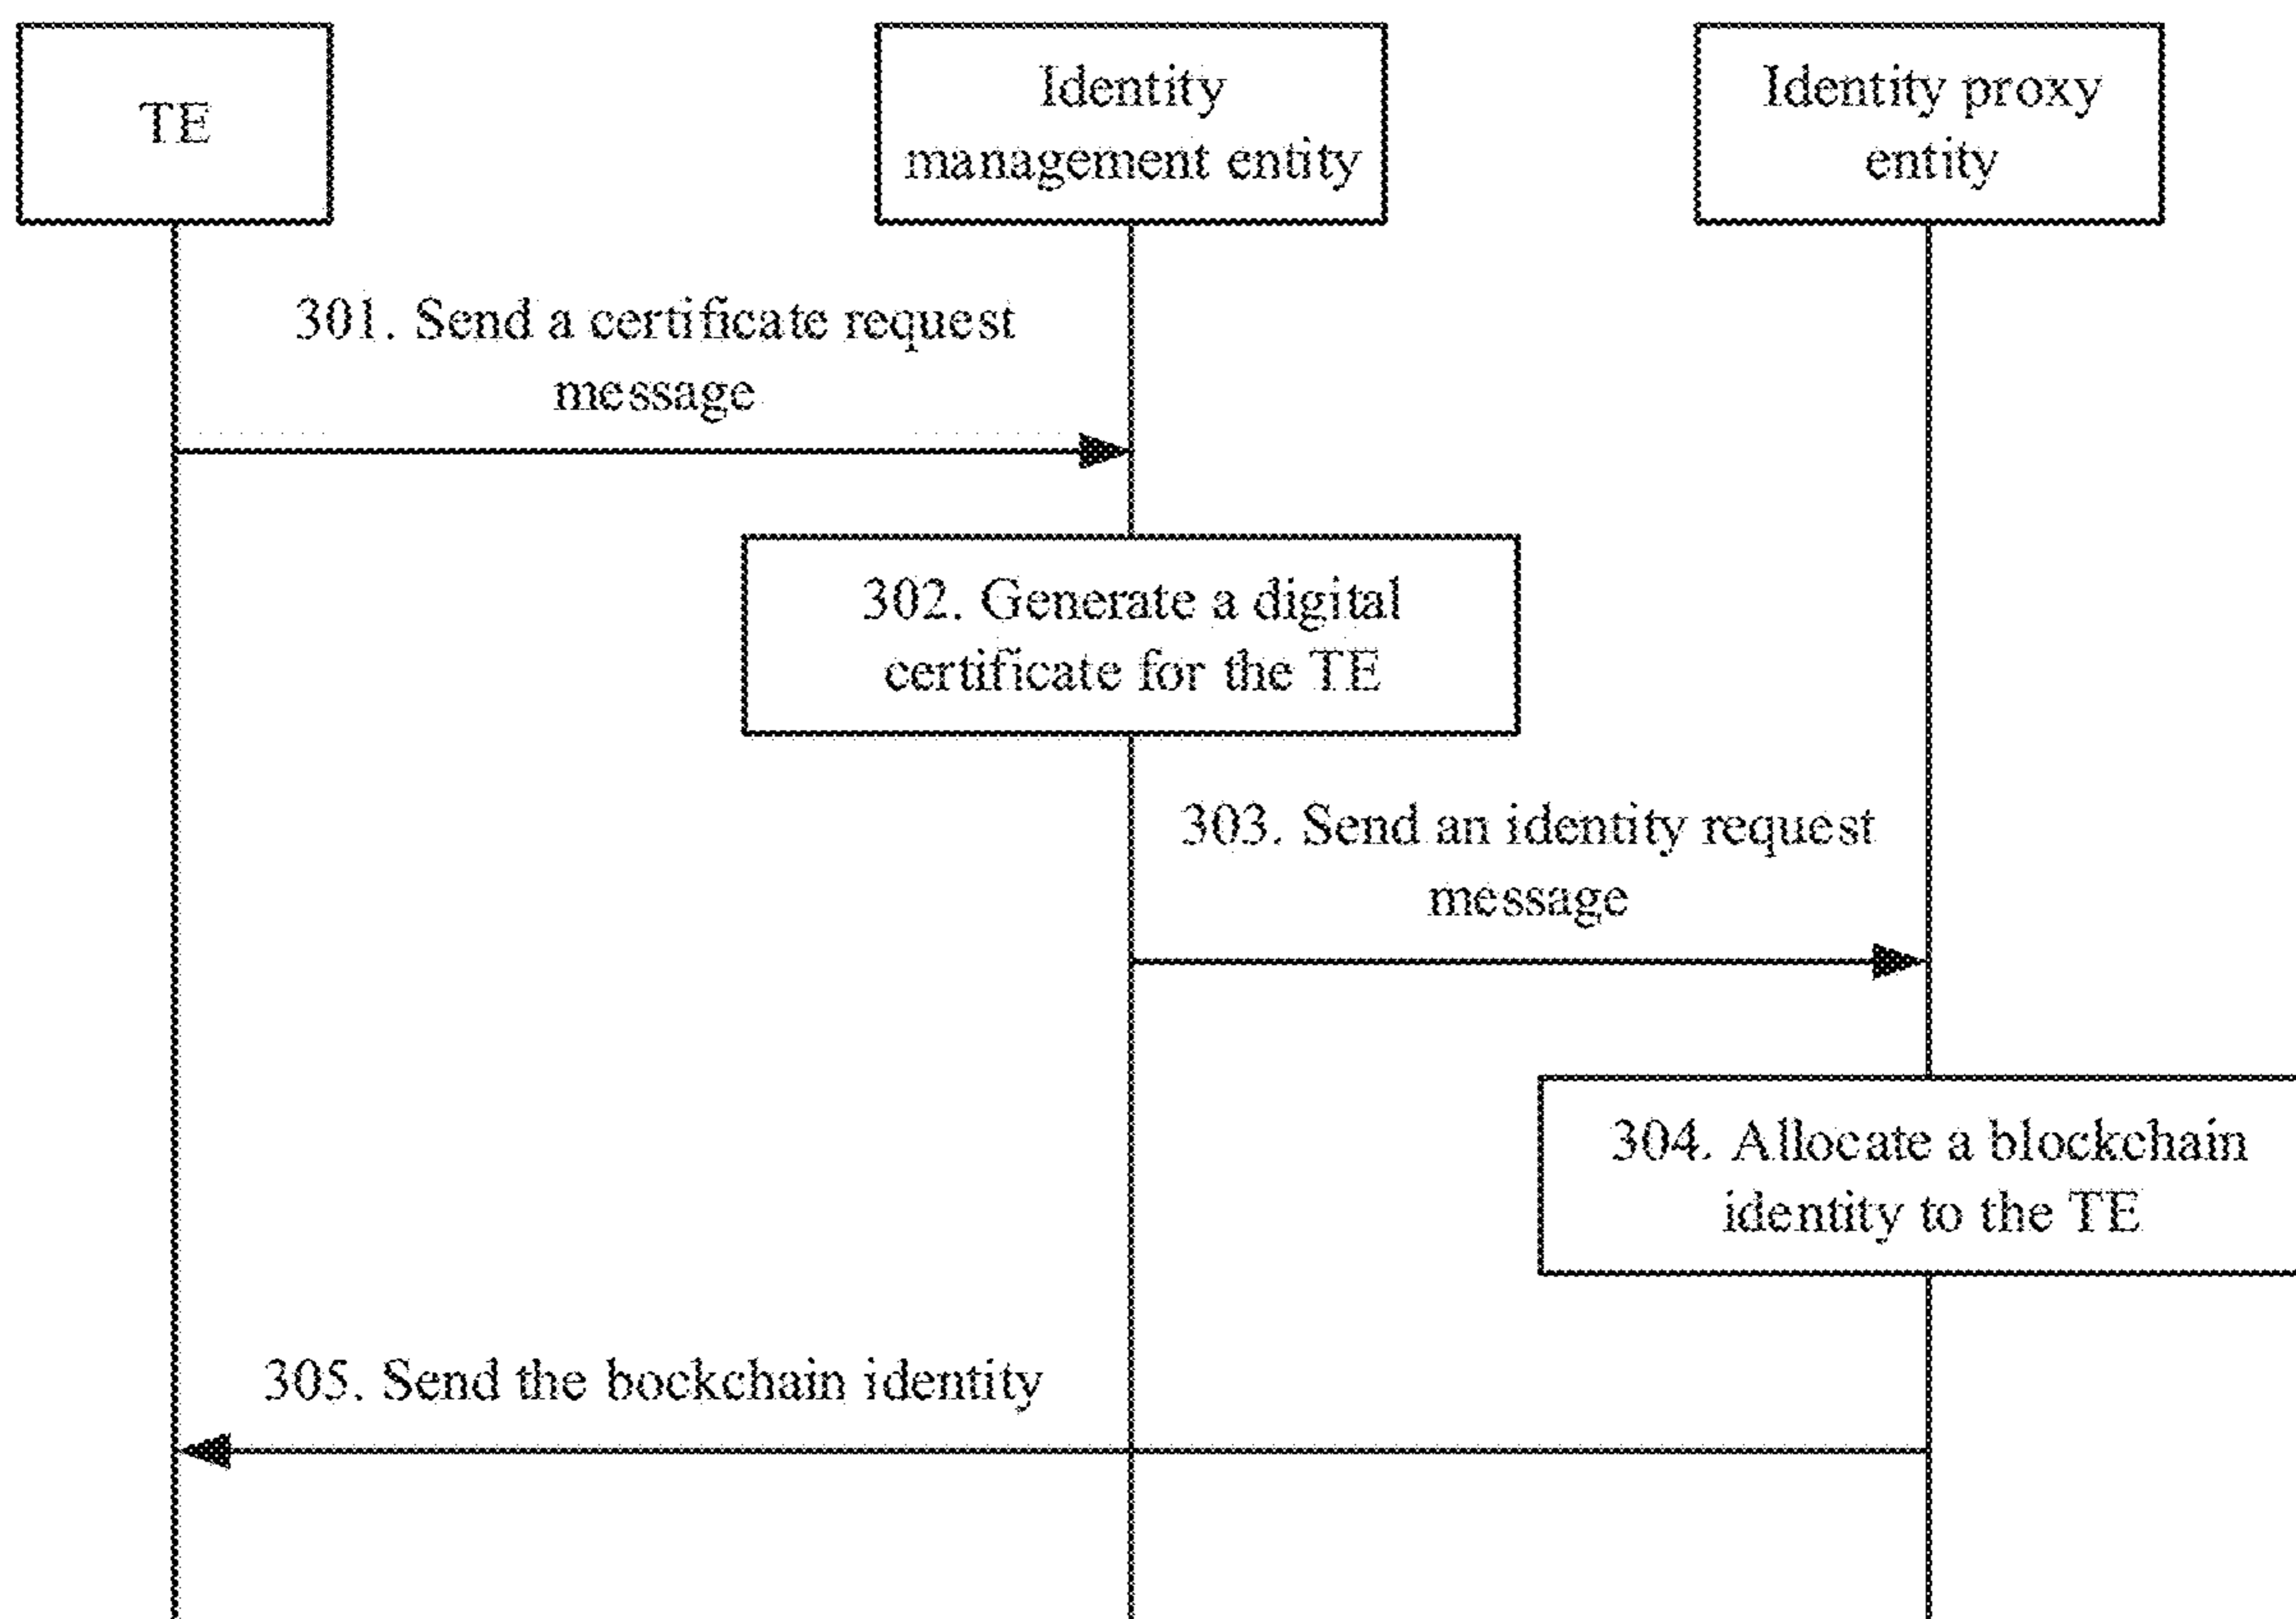 TE
Identity
management entity
Identity proxy
entity
301. Send a certificate request
message
302. Generate a digital
certificate for the TE
303. Send an identity request
message
304. Allocate a blockchain
identity to the TE
305. Send the bockchain identity